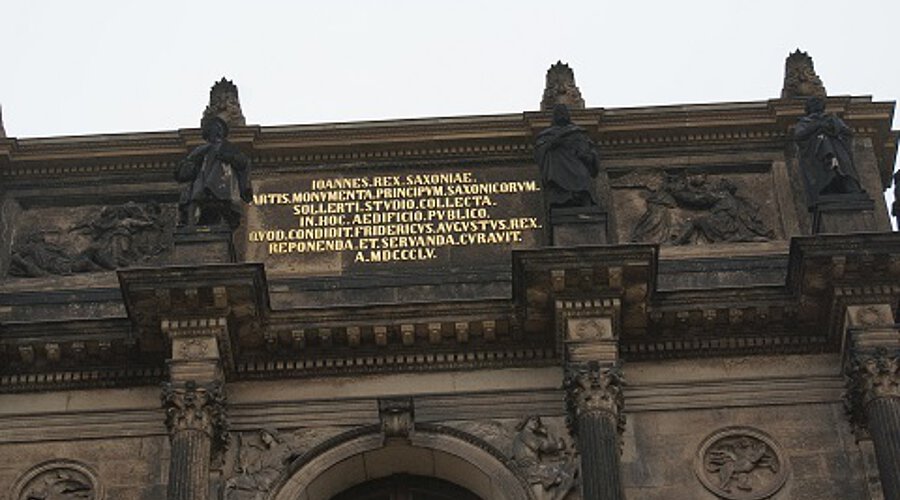 IOANNES.REX.SAXONIAE.
ARTIS.MONVMENTA.PRINCIPVM.SAXONICORVM.
SOLLERTI.STVDIO.COLLECTA.
IN.HOC.AEDIFICIO.PVBLICO.
QVOD.CONDIDIT.FRIDERICVS.AVGVSTVS.REX.
REPONENDA.ET.SERVANDA.CVRAVIT.
A.MDCCCLV.